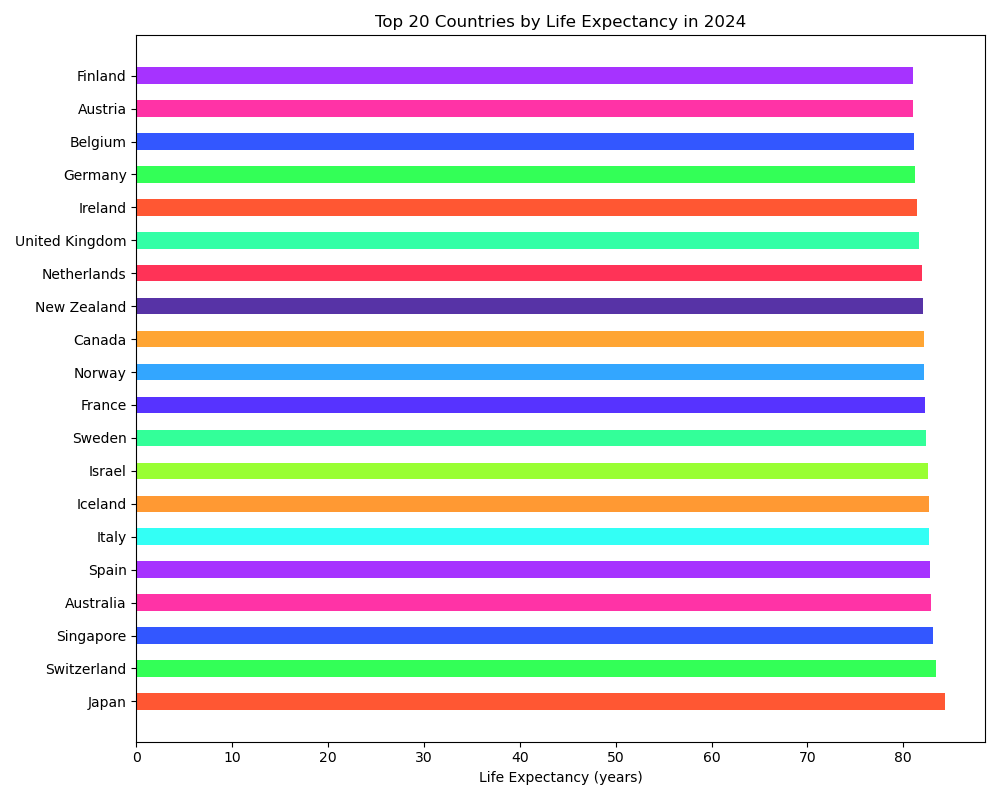 Top 20 Countries by Life Expectancy in 2024
Finland
Austria
Belgium
Germany
Ireland
United Kingdom
Netherlands
New Zealand
Canada
Norway
France
Sweden
Israel
Iceland
Italy
Spain
Australia
Singapore
Switzerland
Japan
0 10 20 30 40 50 60 70 80
Life Expectancy (years)